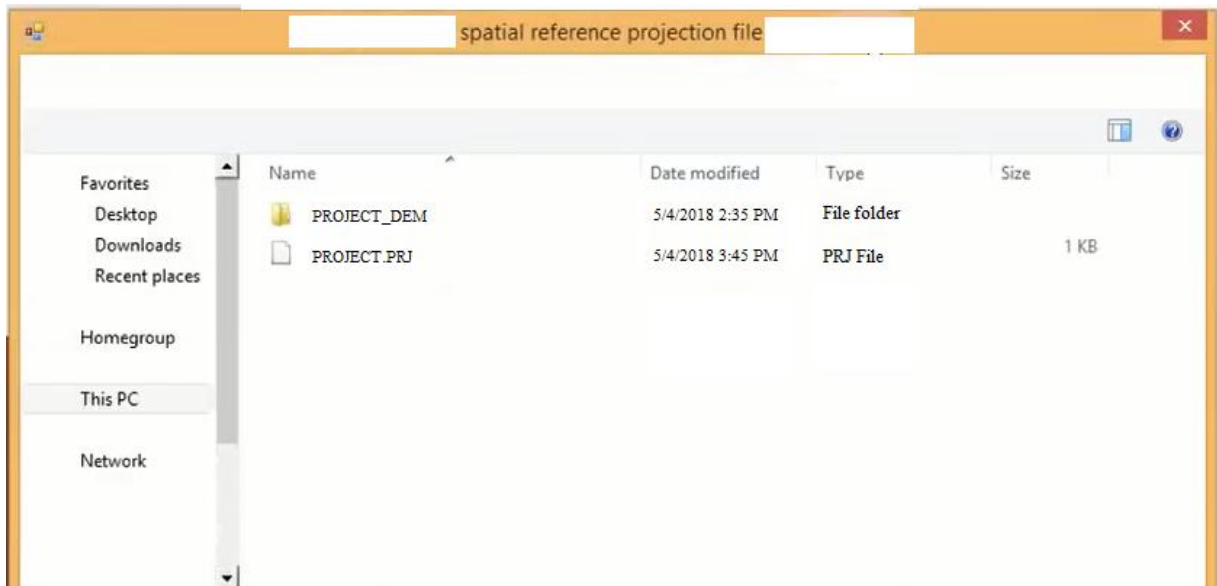 spatial reference projection file
Favorites
Desktop
Downloads
Recent places
Homegroup
This PC
Network
Name Date modified Type Size
PROJECT_DEM 5/4/2018 2:35 PM File folder
PROJECT.PRJ 5/4/2018 3:45 PM PRJ File 1 KB